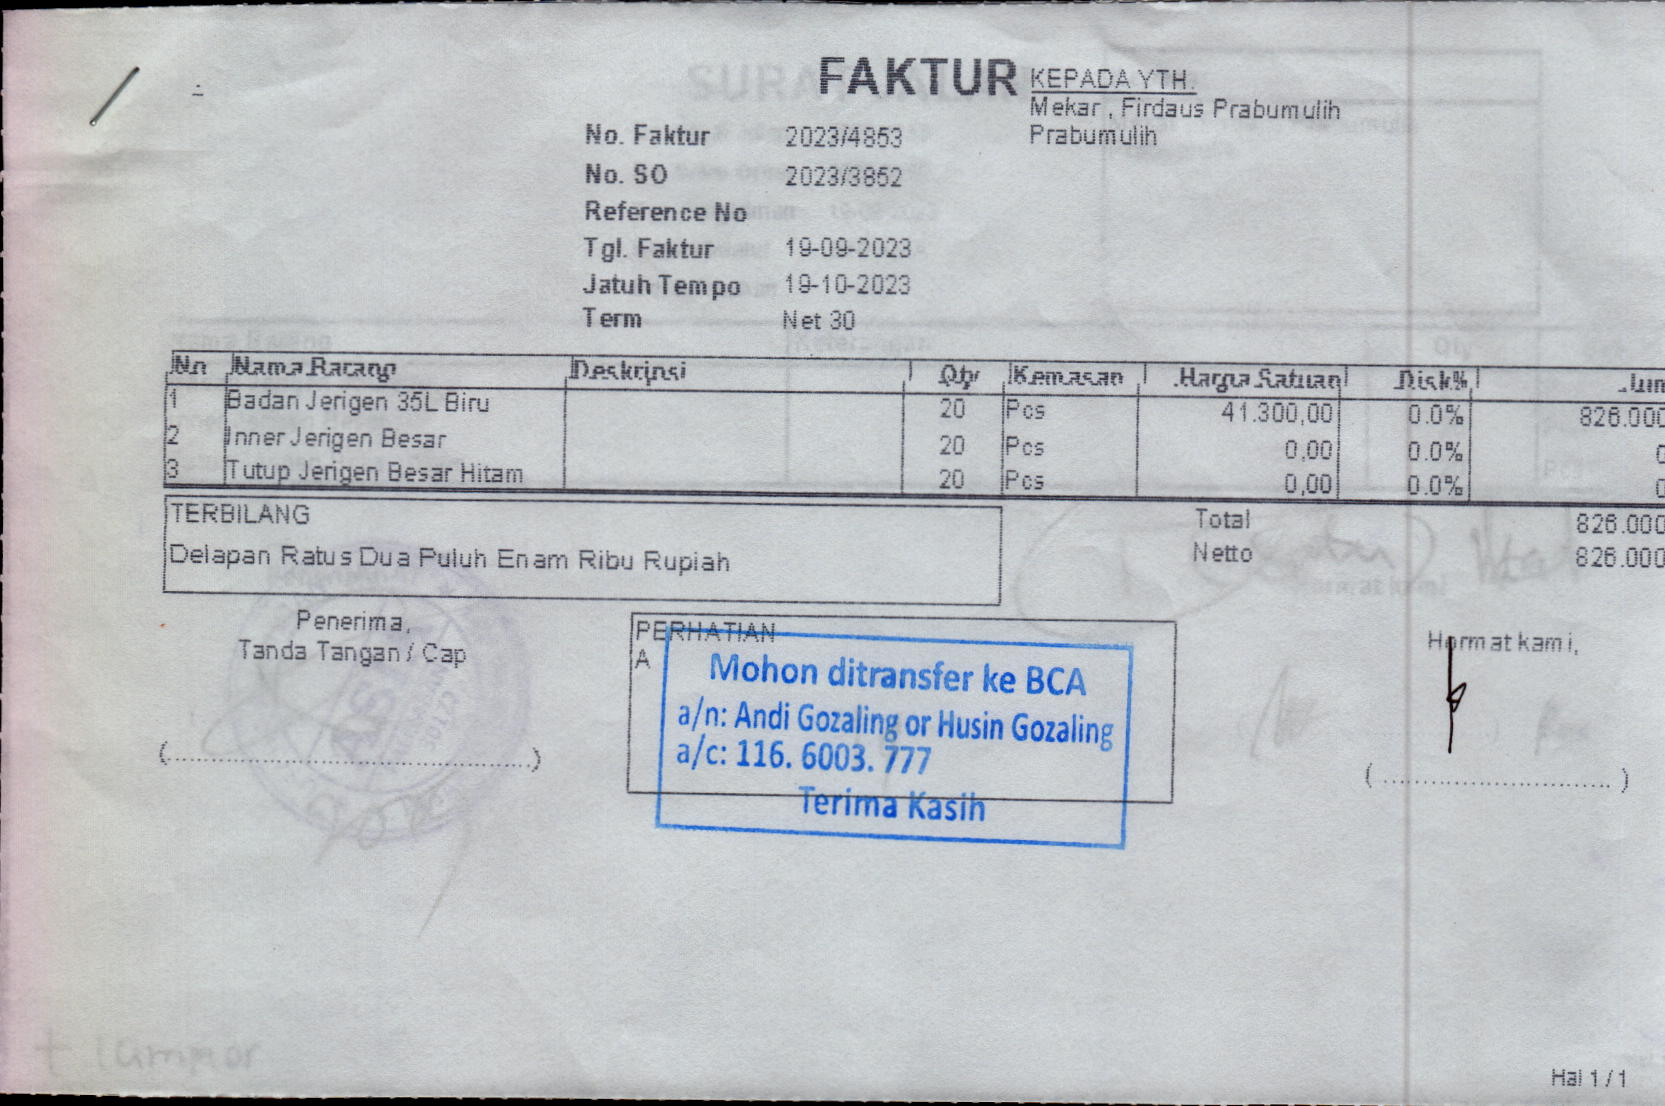 FAKTUR
KEPADA YTH.
Mekar , Firdaus Prabumulih
Prabumulih
No. Faktur 2023/4853
No. SO 2023/3852
Reference No
Tgl. Faktur 19-09-2023
Jatuh Tempo 19-10-2023
Term Net 30
No Nama Barang Deskripsi Qty Kemasan Harga Satuan Disk% Jum
1 Badan Jerigen 35L Biru 20 Pcs 41.300,00 0.0% 826.000
2 Inner Jerigen Besar 20 Pcs 0,00 0.0% 0
3 Tutup Jerigen Besar Hitam 20 Pcs 0,00 0.0% 0
TERBILANG
Delapan Ratus Dua Puluh Enam Ribu Rupiah
Total 826.000
Netto 826.000
Penerima,
Tanda Tangan / Cap
(..............................................)
PERHATIAN
A
Mohon ditransfer ke BCA
a/n: Andi Gozaling or Husin Gozaling
a/c: 116. 6003. 777
Terima Kasih
Hormat kami,
(..............................)
Hal 1 / 1